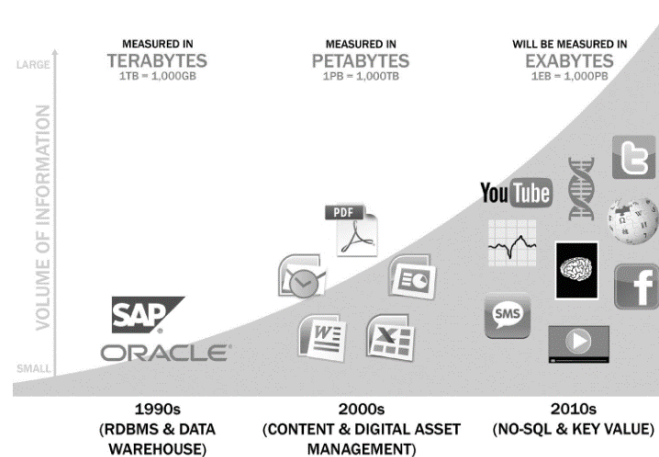 MEASURED IN
TERABYTES
1TB = 1,000GB
MEASURED IN
PETABYTES
1PB = 1,000TB
WILL BE MEASURED IN
EXABYTES
1EB = 1,000PB
LARGE
VOLUME OF INFORMATION
SMALL
SAP
ORACLE
PDF
W
X
You Tube
t
Ω
W
f
SMS
1990s
(RDBMS & DATA
WAREHOUSE)
2000s
(CONTENT & DIGITAL ASSET
MANAGEMENT)
2010s
(NO-SQL & KEY VALUE)